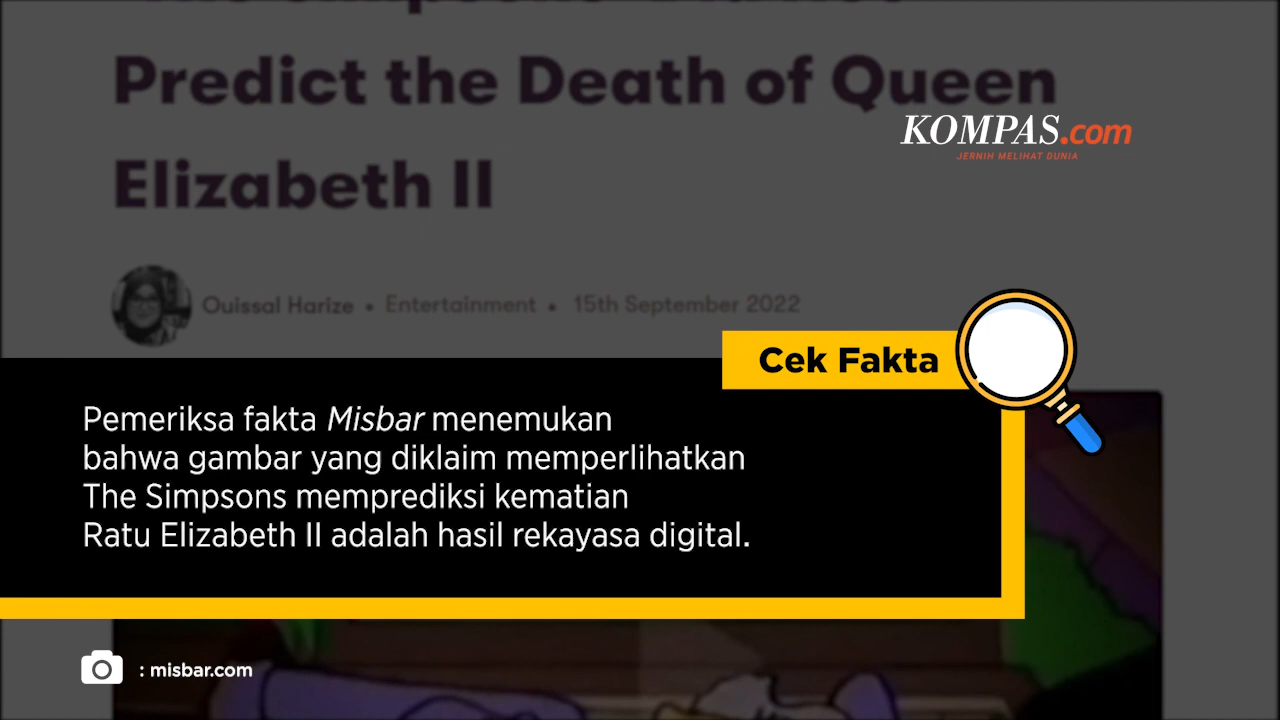 Predict the Death of Queen
Elizabeth II
KOMPAS.com
JERNIH MELIHAT DUNIA
Ouissal Harize • Entertainment • 15th September 2022
Cek Fakta
Pemeriksa fakta Misbar menemukan
bahwa gambar yang diklaim memperlihatkan
The Simpsons memprediksi kematian
Ratu Elizabeth II adalah hasil rekayasa digital.
: misbar.com